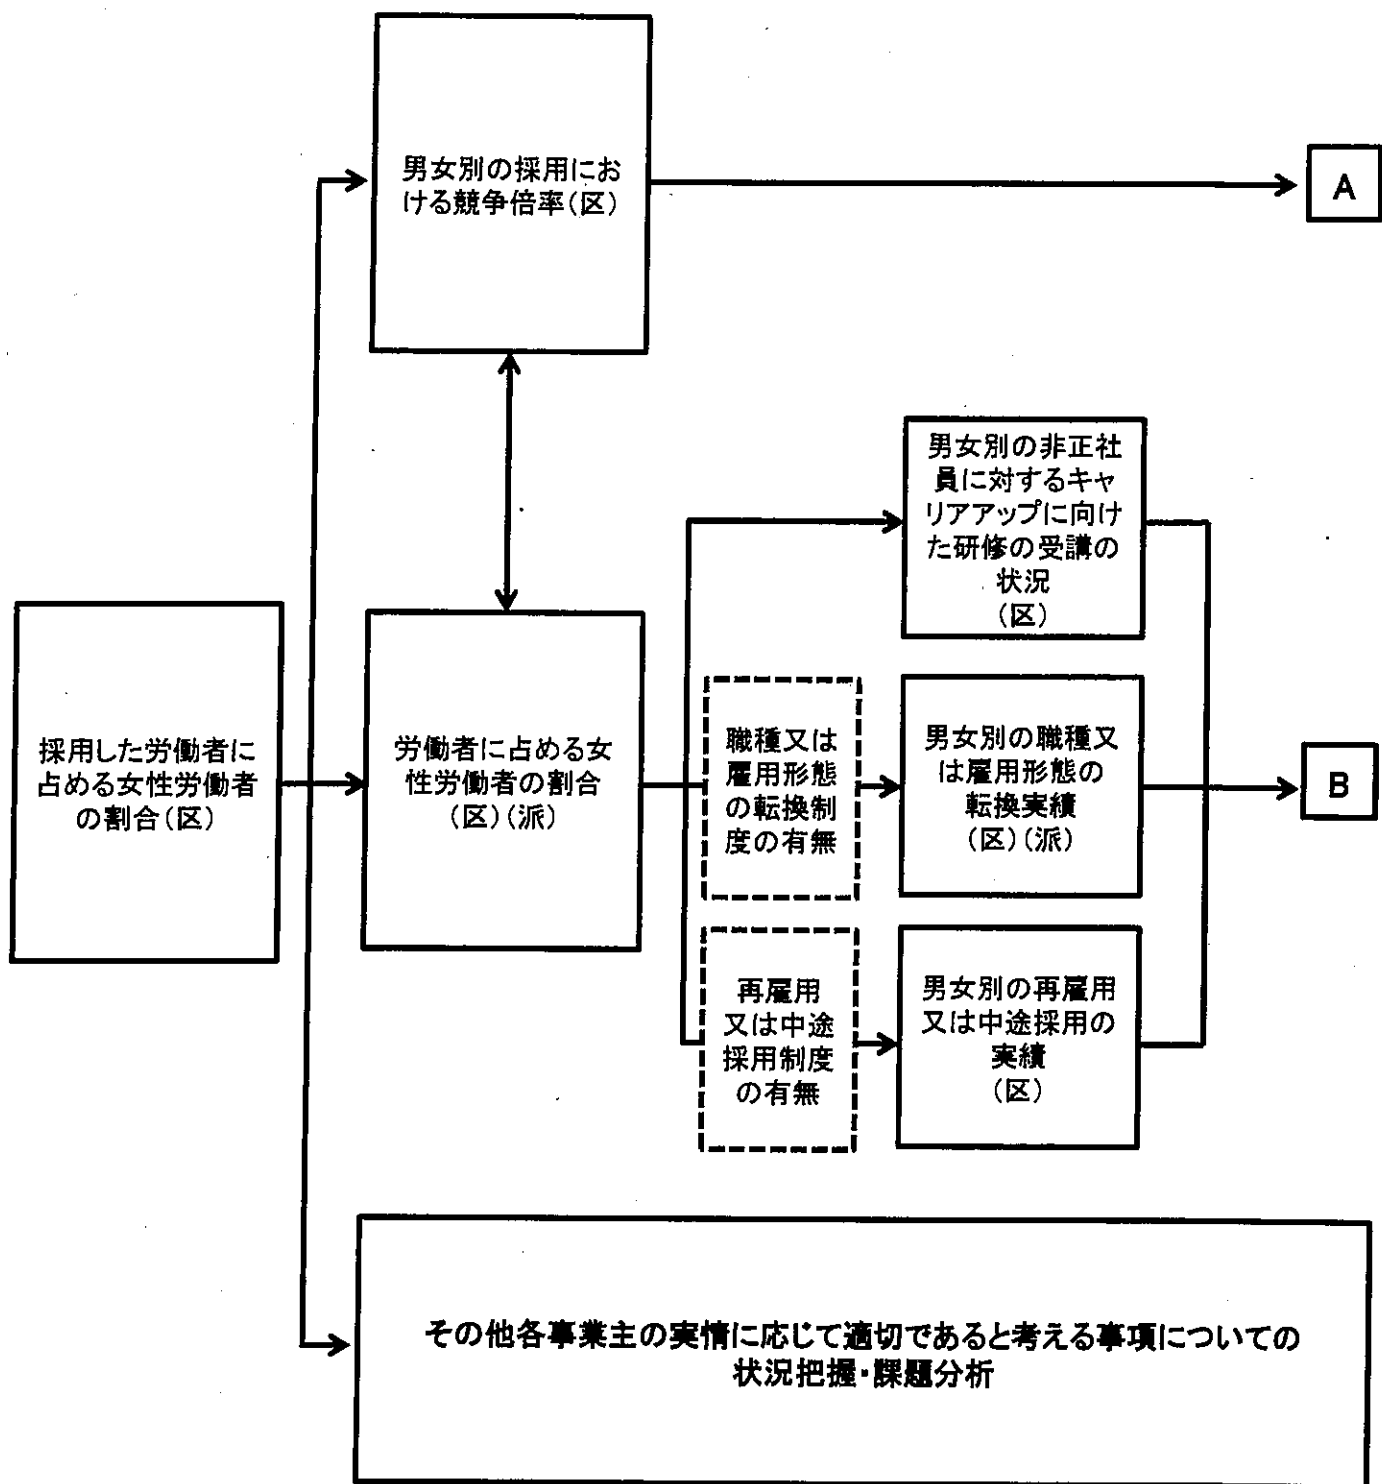 男女別の採用にお
ける競争倍率(区)
A
男女別の非正社
員に対するキャ
リアアップに向け
た研修の受講の
状況
(区)
採用した労働者に
占める女性労働者
の割合(区)
労働者に占める女
性労働者の割合
(区)(派)
職種又は
雇用形態
の転換制
度の有無
男女別の職種又
は雇用形態の
転換実績
(区)(派)
B
再雇用
又は中途
採用制度
の有無
男女別の再雇用
又は中途採用の
実績
(区)
その他各事業主の実情に応じて適切であると考える事項についての
状況把握・課題分析